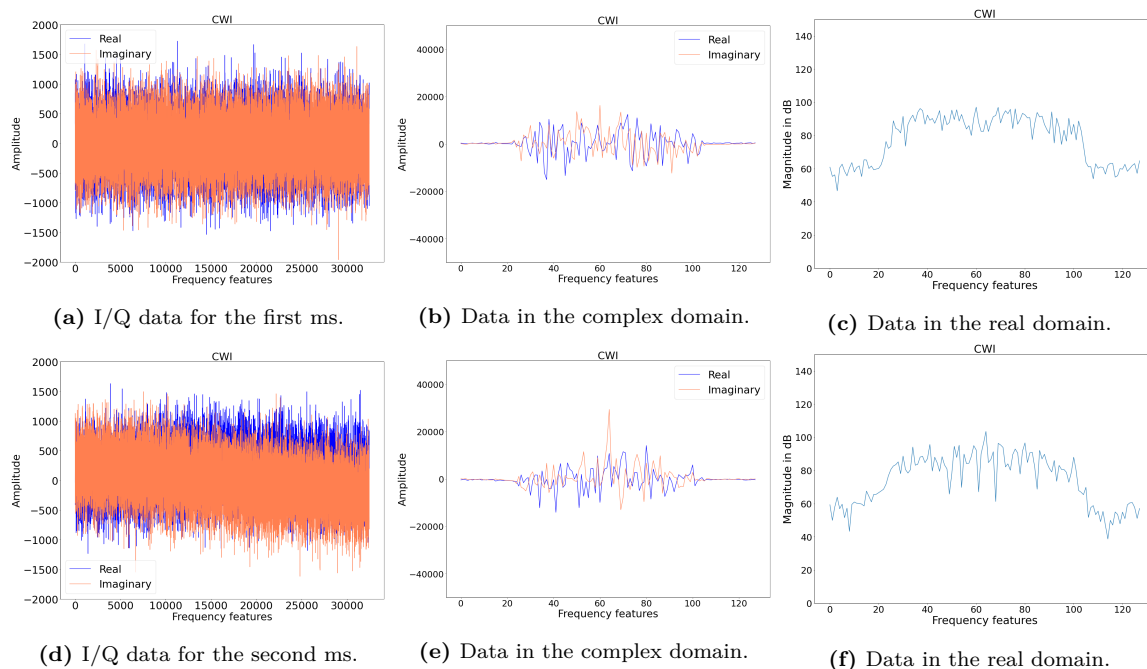 CWI
2000
1500
1000
500
0
−500
−1000
−1500
−2000
Real
Imaginary
Amplitude
0 5000 10000 15000 20000 25000 30000
Frequency features
(a) I/Q data for the first ms.
CWI
40000
20000
0
−20000
−40000
Real
Imaginary
Amplitude
0 20 40 60 80 100 120
Frequency features
(b) Data in the complex domain.
CWI
140
120
100
80
60
40
20
0
Magnitude in dB
0 20 40 60 80 100 120
Frequency features
(c) Data in the real domain.
CWI
2000
1500
1000
500
0
−500
−1000
−1500
−2000
Real
Imaginary
Amplitude
0 5000 10000 15000 20000 25000 30000
Frequency features
(d) I/Q data for the second ms.
CWI
40000
20000
0
−20000
−40000
Real
Imaginary
Amplitude
0 20 40 60 80 100 120
Frequency features
(e) Data in the complex domain.
CWI
140
120
100
80
60
40
20
0
Magnitude in dB
0 20 40 60 80 100 120
Frequency features
(f) Data in the real domain.